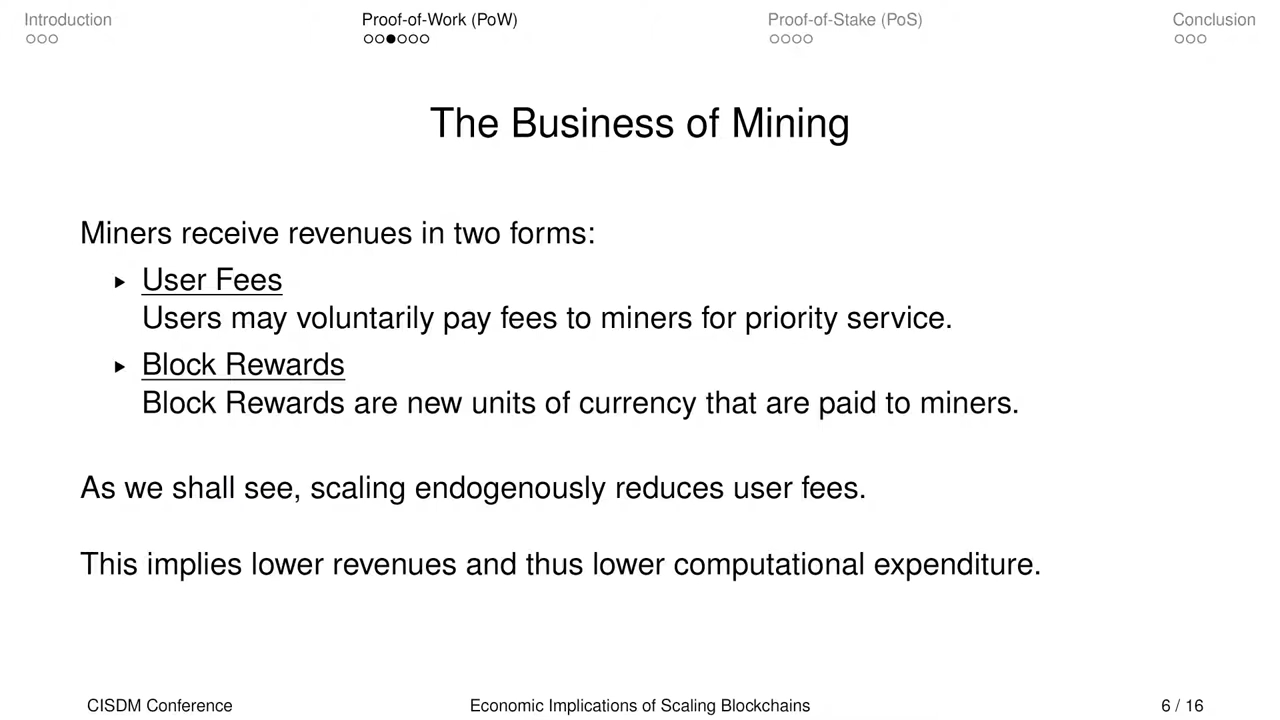 Introduction
Proof-of-Work (PoW)
Proof-of-Stake (PoS)
Conclusion
The Business of Mining
Miners receive revenues in two forms:
User Fees
Users may voluntarily pay fees to miners for priority service.
Block Rewards
Block Rewards are new units of currency that are paid to miners.
As we shall see, scaling endogenously reduces user fees.
This implies lower revenues and thus lower computational expenditure.
CISDM Conference
Economic Implications of Scaling Blockchains
6 / 16